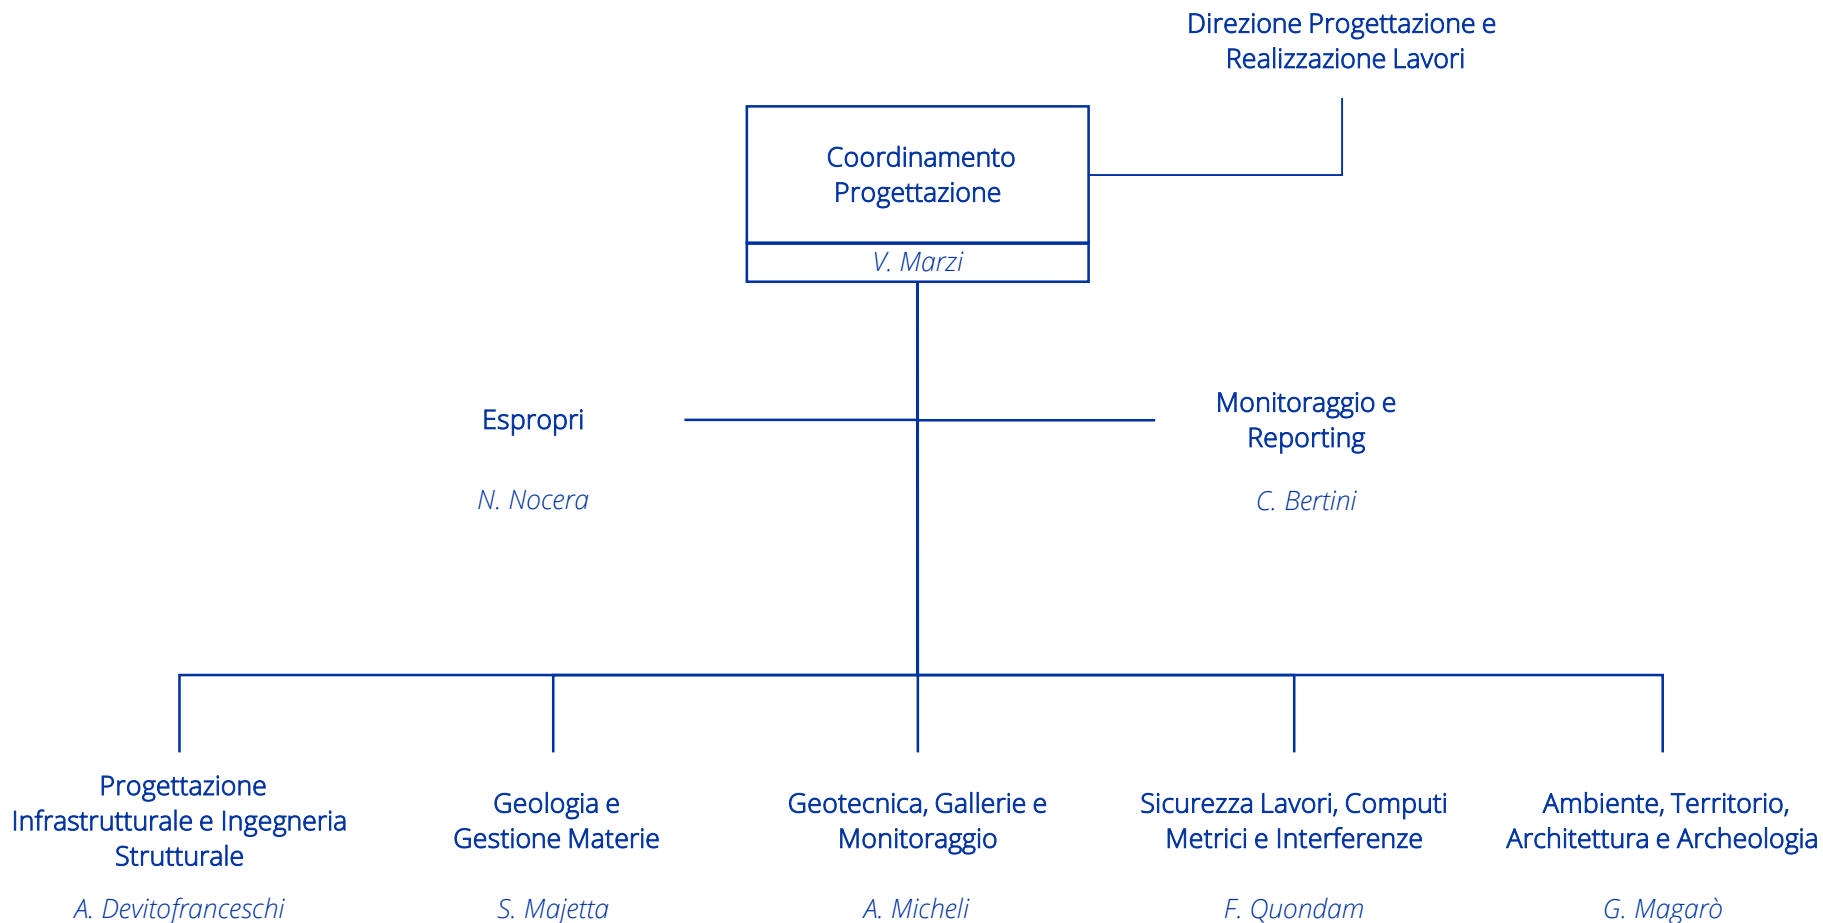 Direzione Progettazione e
Realizzazione Lavori
Coordinamento
Progettazione
V. Marzi
Espropri
N. Nocera
Monitoraggio e
Reporting
C. Bertini
Progettazione
Infrastrutturale e Ingegneria
Strutturale
A. Devitofranceschi
Geologia e
Gestione Materie
S. Majetta
Geotecnica, Gallerie e
Monitoraggio
A. Micheli
Sicurezza Lavori, Computi
Metrici e Interferenze
F. Quondam
Ambiente, Territorio,
Architettura e Archeologia
G. Magarò